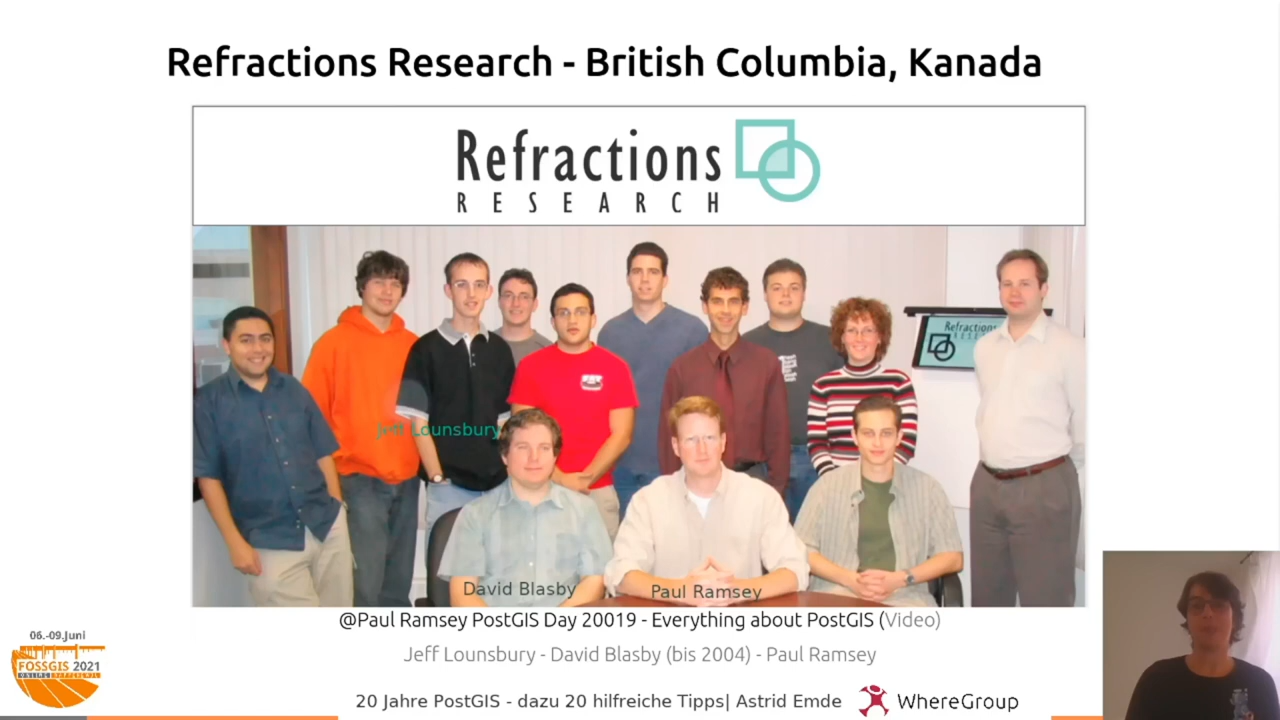 Refractions Research - British Columbia, Kanada
Refractions
RESEARCH
Refractions
Jeff Lounsbury
David Blasby
Paul Ramsey
@Paul Ramsey PostGIS Day 20019 - Everything about PostGIS (Video)
Jeff Lounsbury - David Blasby (bis 2004) - Paul Ramsey
06.-09.Juni
FOSSGIS 2021
20 Jahre PostGIS - dazu 20 hilfreiche Tipps| Astrid Emde
WhereGroup